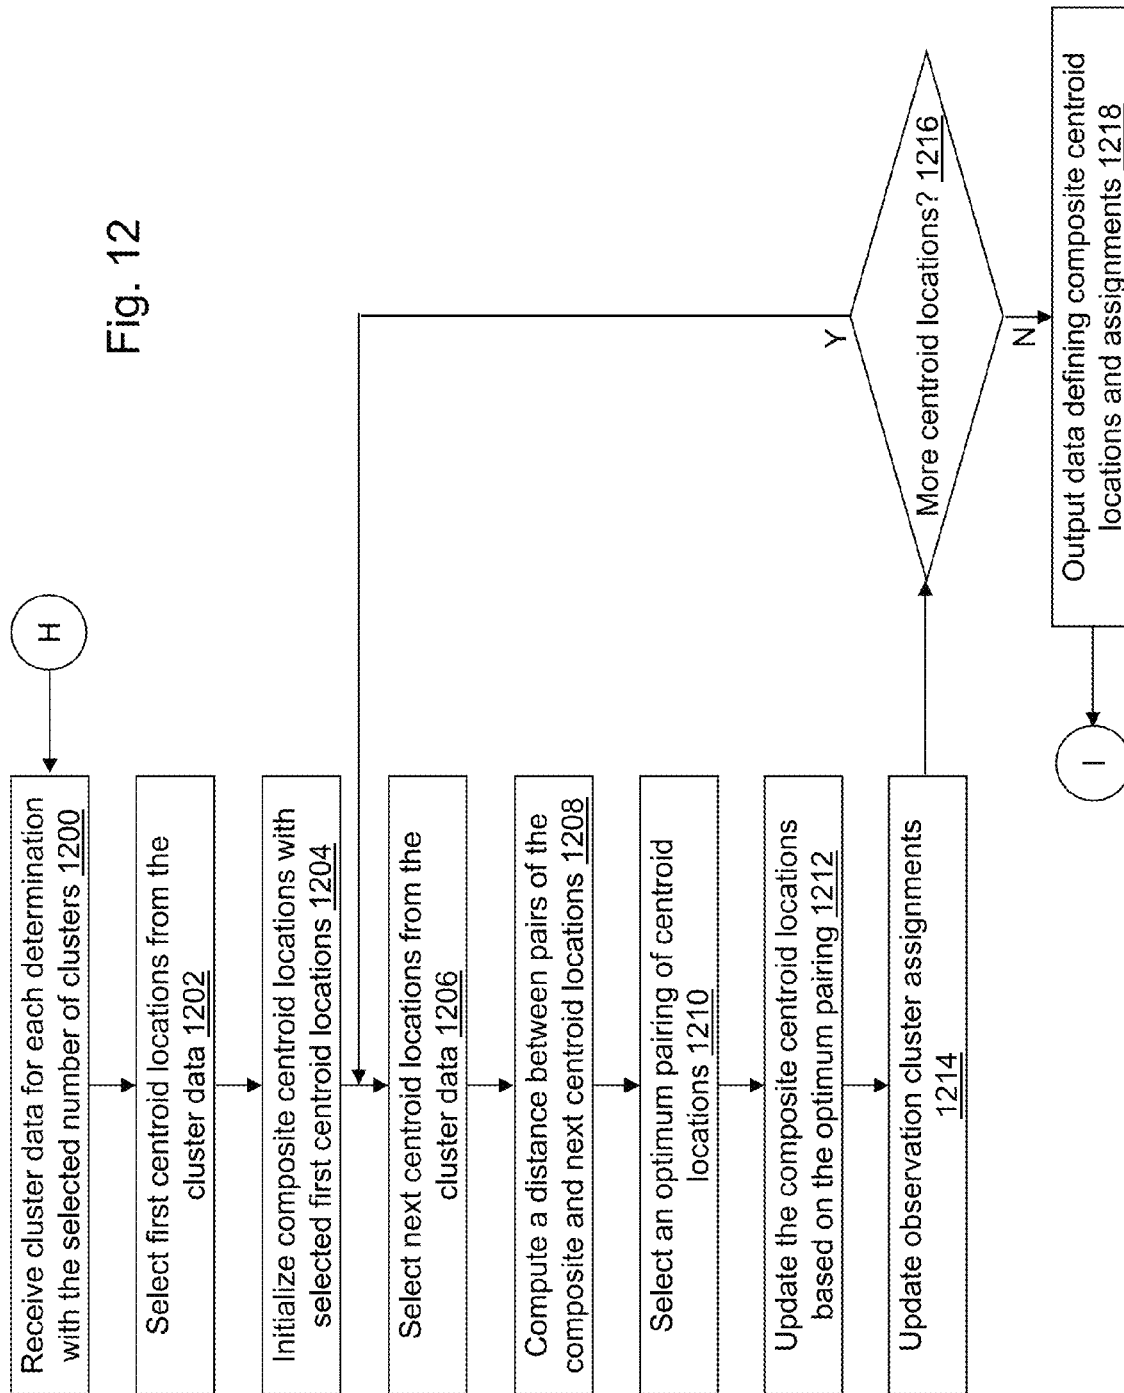 Fig. 12
H
Receive cluster data for each determination
with the selected number of clusters 1200
Select first centroid locations from the
cluster data 1202
Initialize composite centroid locations with
selected first centroid locations 1204
Select next centroid locations from the
cluster data 1206
Compute a distance between pairs of the
composite and next centroid locations 1208
Select an optimum pairing of centroid
locations 1210
Update the composite centroid locations
based on the optimum pairing 1212
Update observation cluster assignments
1214
More centroid locations? 1216
Y
N
Output data defining composite centroid
locations and assignments 1218
I